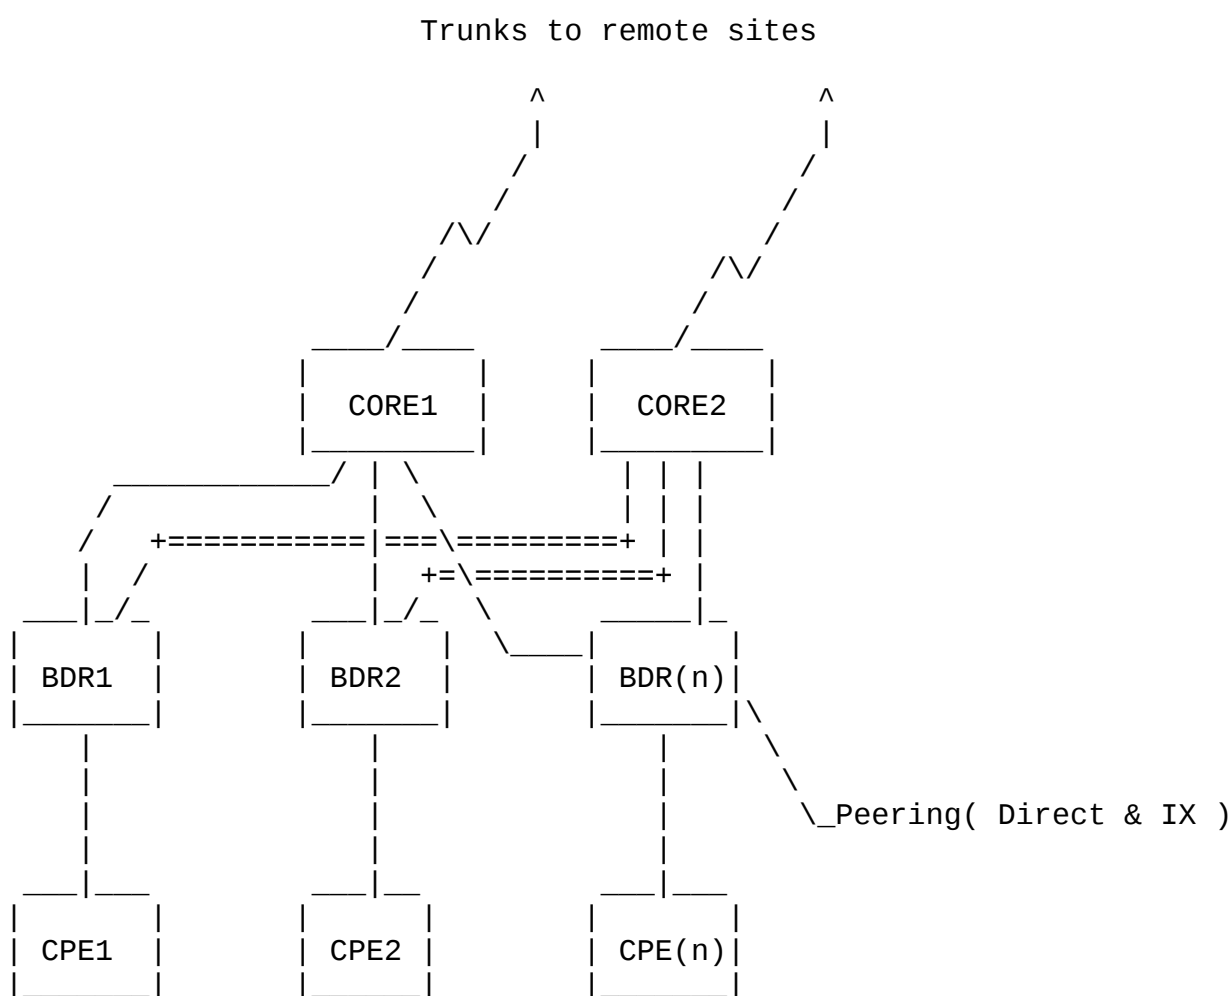 Trunks to remote sites
CORE1 CORE2
BDR1 BDR2 BDR(n)
Peering( Direct & IX )
CPE1 CPE2 CPE(n)